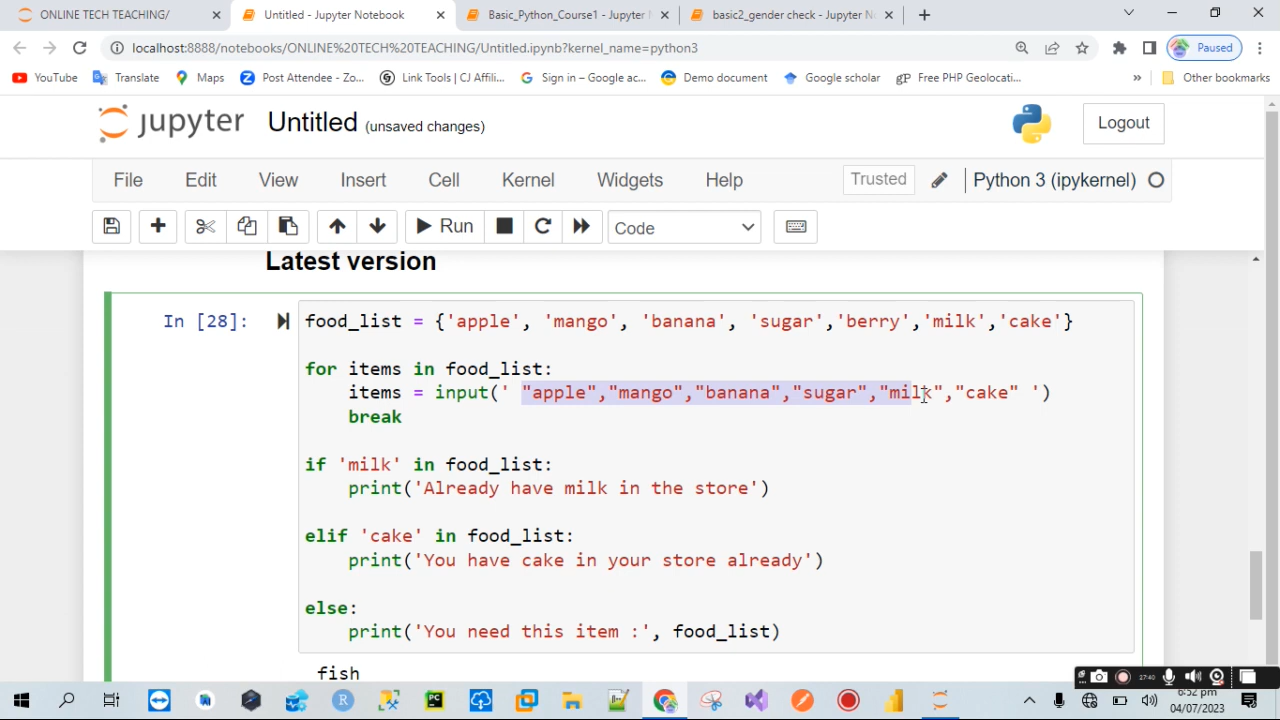 ONLINE TECH TEACHING/
Untitled - Jupyter Notebook
Basic_Python_Course1 - Jupyter N
basic2_gender check - Jupyter No
localhost:8888/notebooks/ONLINE%20TECH%20TEACHING/Untitled.ipynb?kernel_name=python3
Paused
YouTube
Translate
Maps
Post Attendee - Zo...
Link Tools | CJ Affili...
Sign in – Google ac...
Demo document
Google scholar
Free PHP Geolocati...
»
Other bookmarks
jupyter
Untitled (unsaved changes)
Logout
File Edit View Insert Cell Kernel Widgets Help
Trusted
Python 3 (ipykernel)
Run
Code
Latest version
In [28]:
food_list = {'apple', 'mango', 'banana', 'sugar','berry','milk','cake'}
for items in food_list:
items = input(' "apple","mango","banana","sugar","milk","cake" ')
break
if 'milk' in food_list:
print('Already have milk in the store')
elif 'cake' in food_list:
print('You have cake in your store already')
else:
print('You need this item :', food_list)
fish
27:40
6:52 pm
04/07/2023